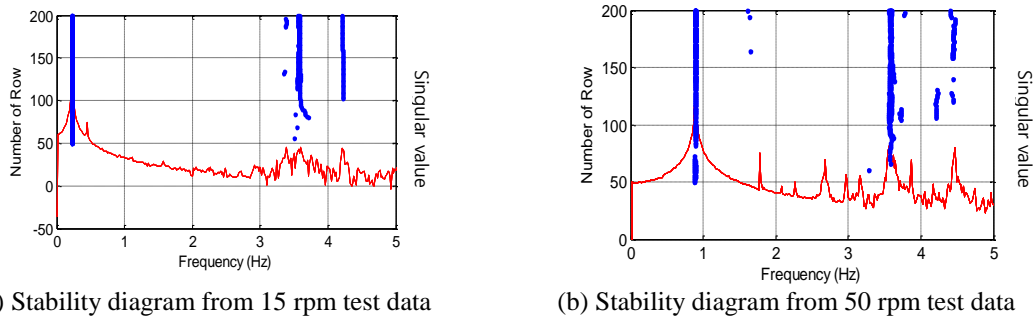 200
150
100
50
0
-50
Number of Row
0
1
2
3
4
5
Frequency (Hz)
Singular value
200
150
100
50
0
Number of Row
0
1
2
3
4
5
Frequency (Hz)
Singular value
) Stability diagram from 15 rpm test data
(b) Stability diagram from 50 rpm test data